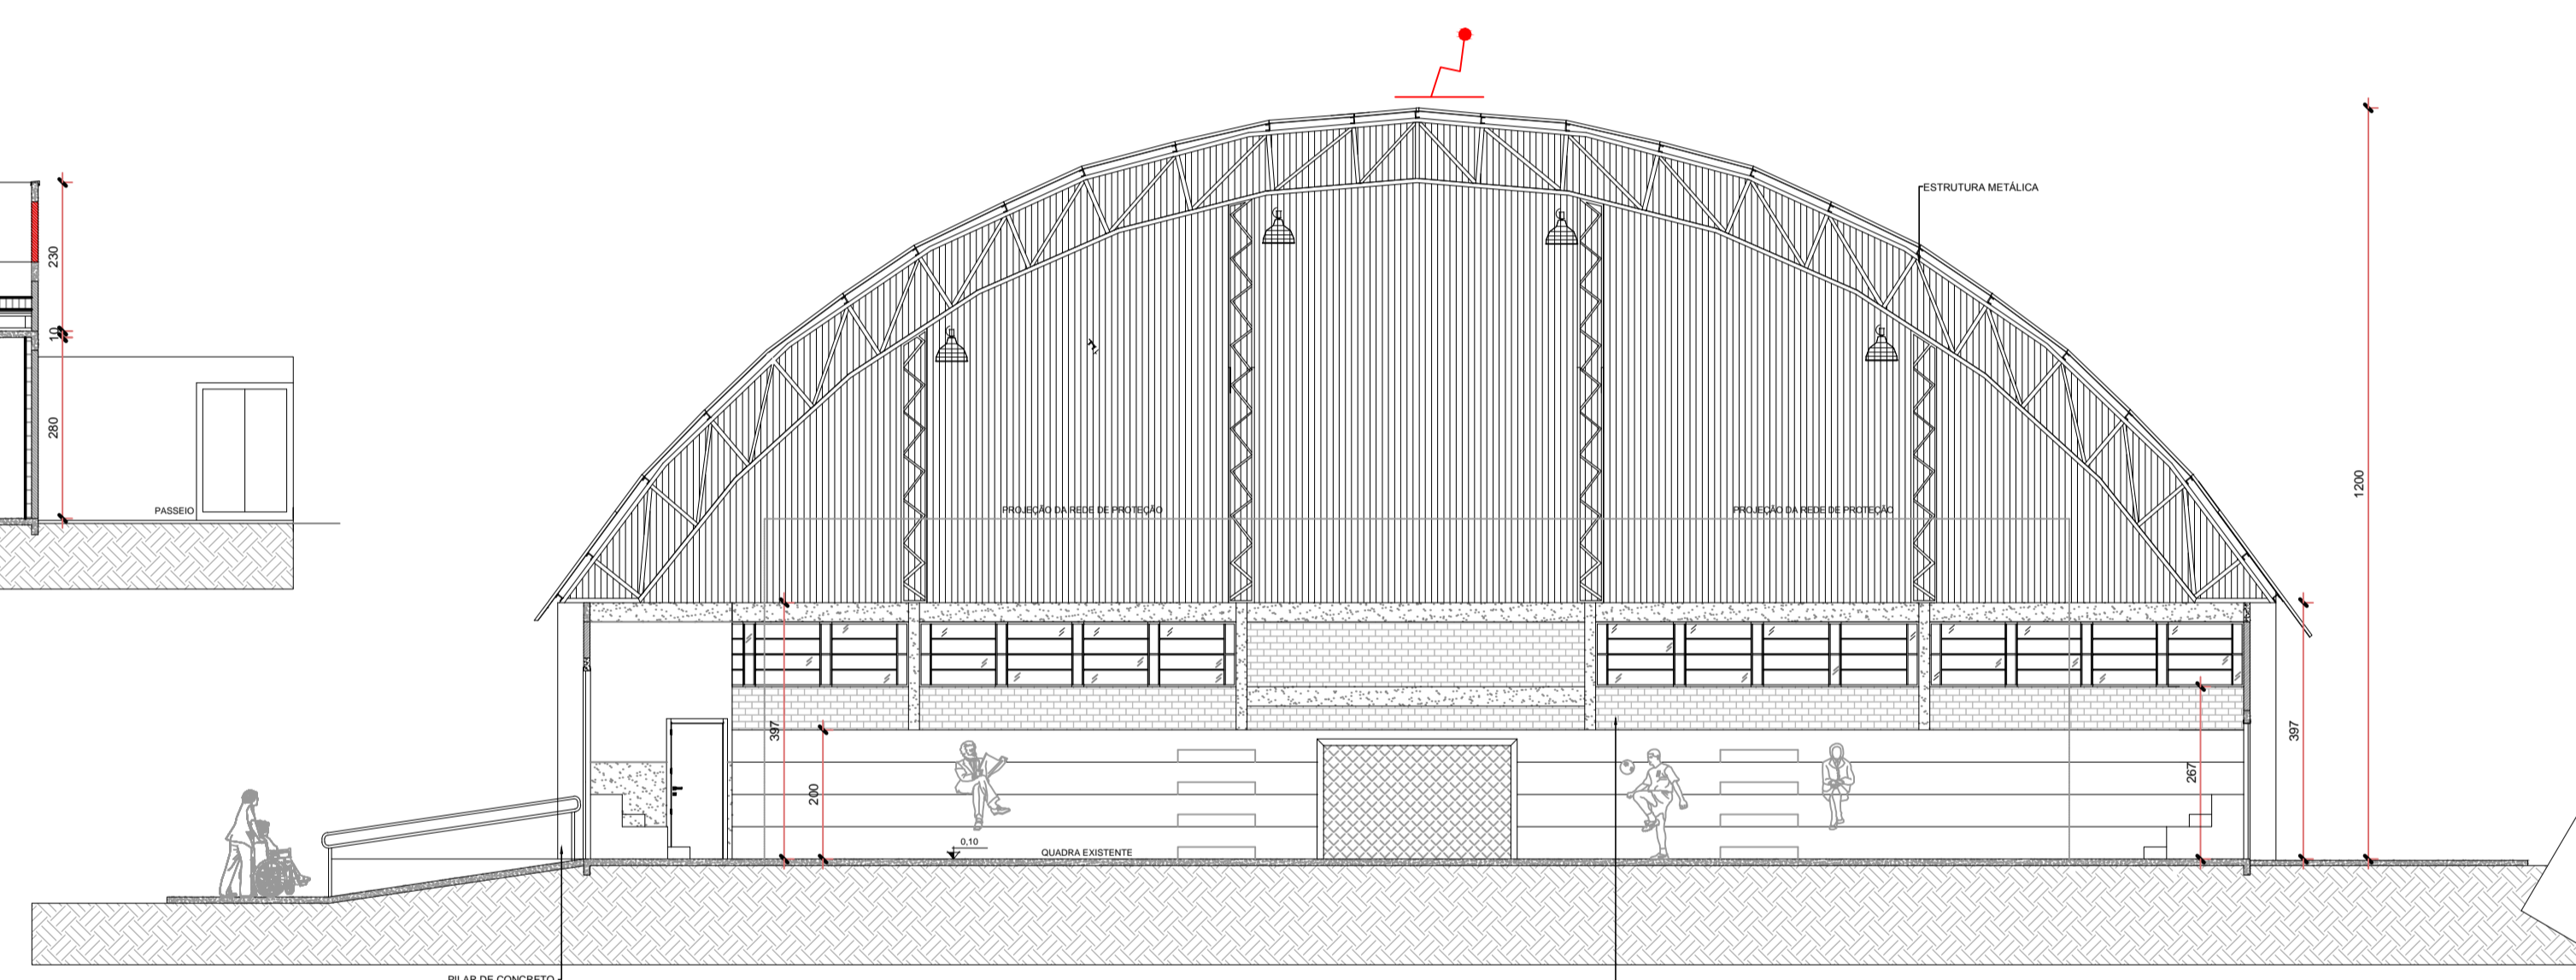 ESTRUTURA METÁLICA
230
10
280
PASSEIO
1200
PROJEÇÃO DA REDE DE PROTEÇÃO
PROJEÇÃO DA REDE DE PROTEÇÃO
397
397
267
200
0,10
QUADRA EXISTENTE
PILAR DE CONCRETO